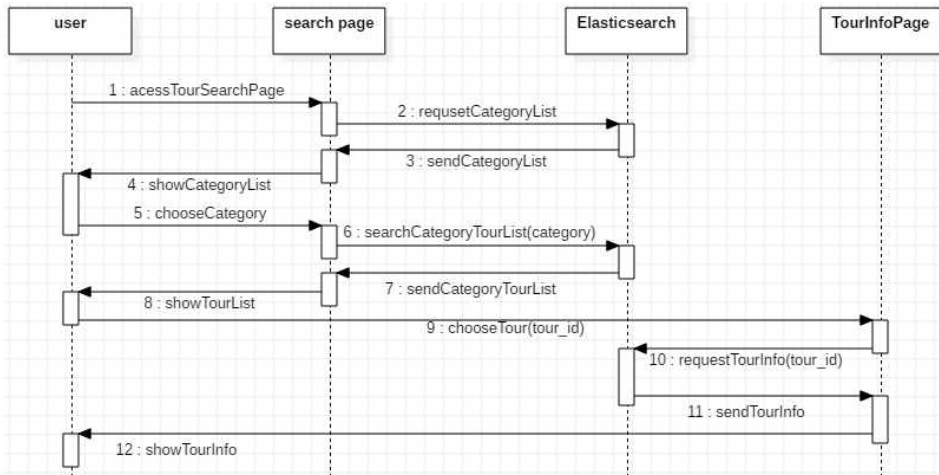 user
search page
Elasticsearch
TourInfoPage
1 : acessTourSearchPage
2 : requsetCategoryList
3 : sendCategoryList
4 : showCategoryList
5 : chooseCategory
6 : searchCategoryTourList(category)
7 : sendCategoryTourList
8 : showTourList
9 : chooseTour(tour_id)
10 : requestTourInfo(tour_id)
11 : sendTourInfo
12 : showTourInfo